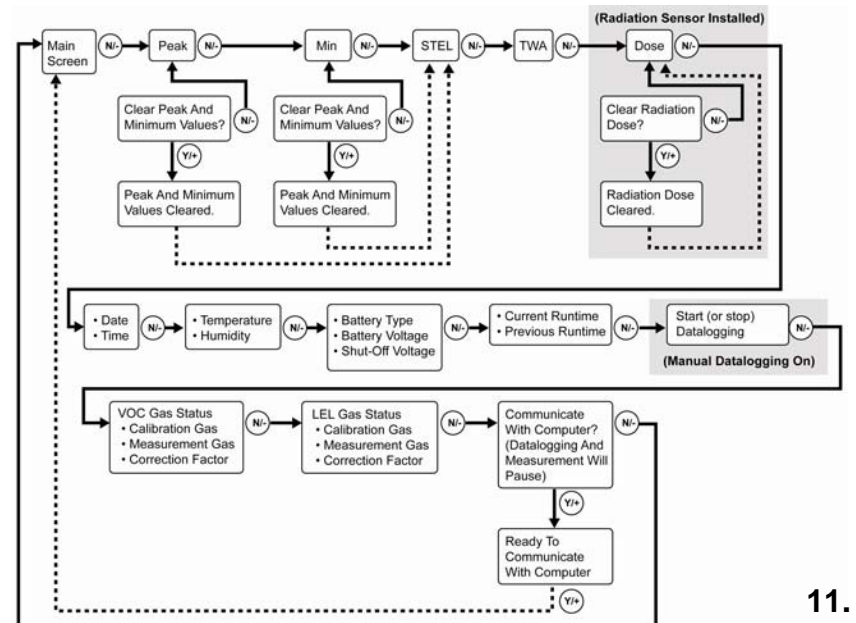 (Radiation Sensor Installed)
Main
Screen
N/-
Peak
N/-
Min
N/-
STEL
N/-
TWA
N/-
Dose
N/-
Clear Peak And
Minimum Values?
N/-
Y/+
Peak And Minimum
Values Cleared.
Clear Peak And
Minimum Values?
N/-
Y/+
Peak And Minimum
Values Cleared.
Clear Radiation
Dose?
N/-
Y/+
Radiation Dose
Cleared.
• Date
• Time
N/-
• Temperature
• Humidity
N/-
• Battery Type
• Battery Voltage
• Shut-Off Voltage
N/-
• Current Runtime
• Previous Runtime
N/-
Start (or stop)
Datalogging
N/-
(Manual Datalogging On)
VOC Gas Status
• Calibration Gas
• Measurement Gas
• Correction Factor
N/-
LEL Gas Status
• Calibration Gas
• Measurement Gas
• Correction Factor
N/-
Communicate
With Computer?
(Datalogging And
Measurement Will
Pause)
N/-
Y/+
Ready To
Communicate
With Computer
Y/+
11.